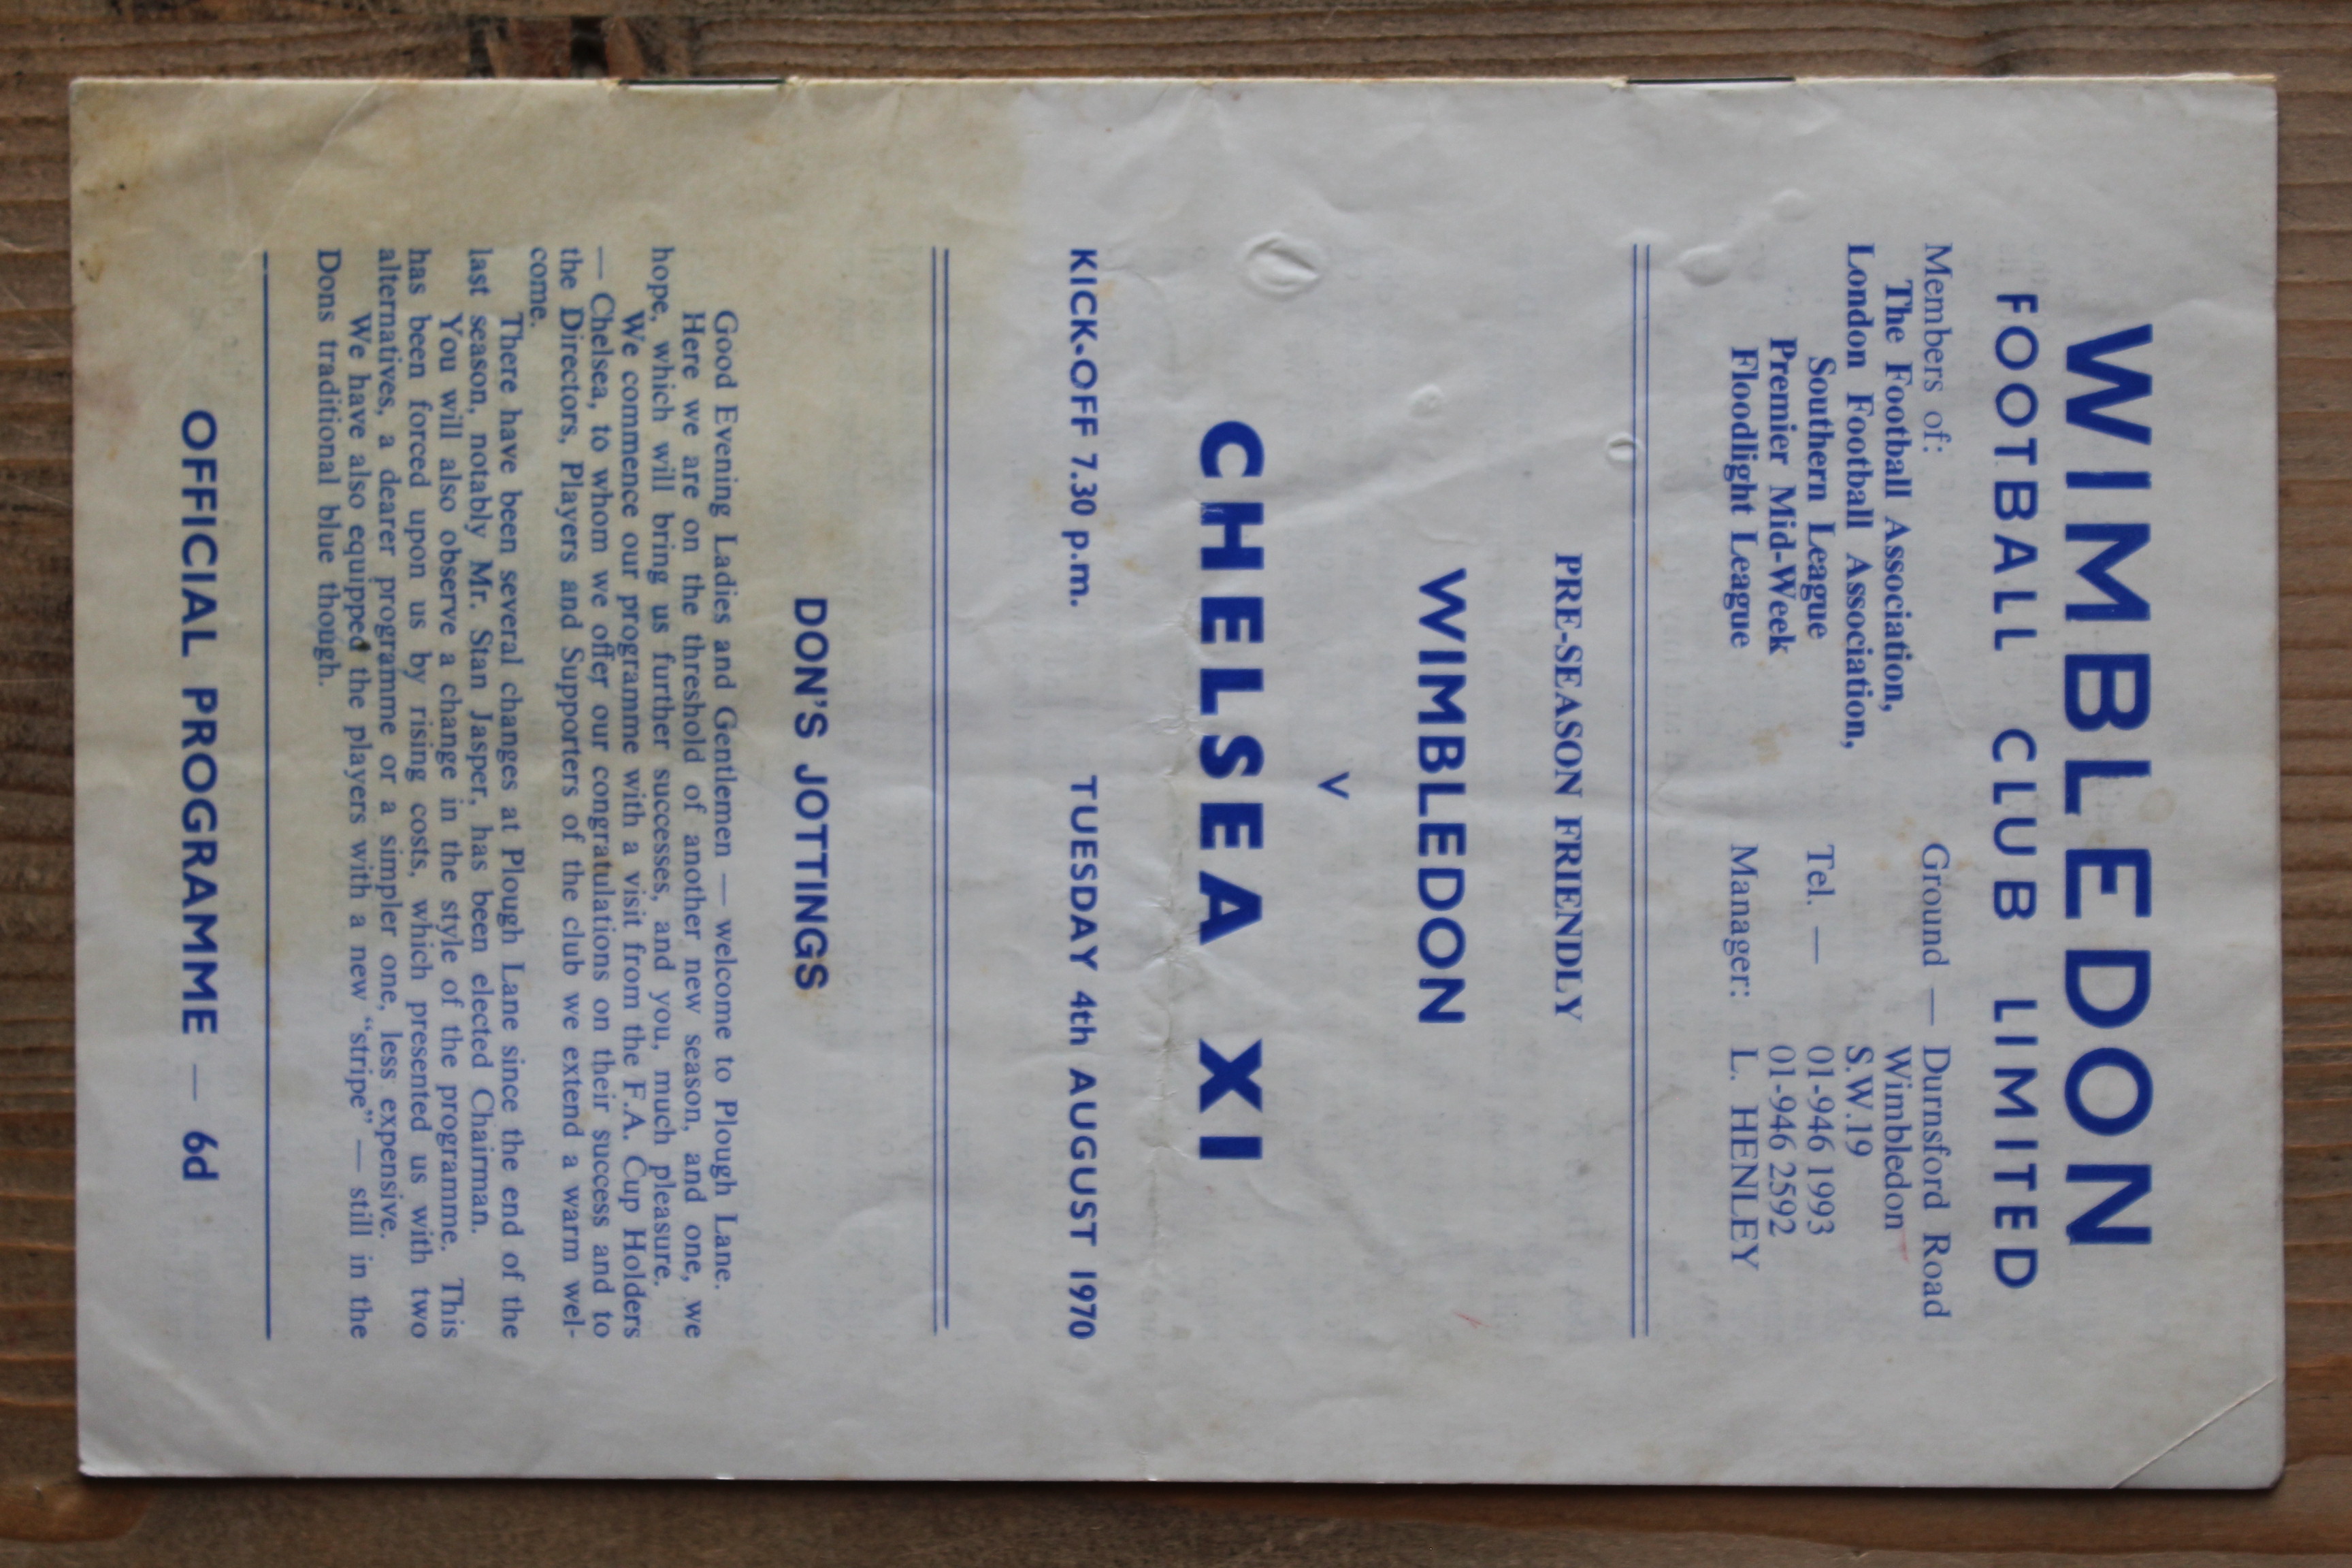 WIMBLEDON
FOOTBALL CLUB LIMITED
Members of:
The Football Association,
London Football Association,
Southern League
Premier Mid-Week
Floodlight League
Ground — Durnsford Road
Wimbledon
S.W.19
Tel. — 01-946 1993
01-946 2592
Manager: L. HENLEY
PRE-SEASON FRIENDLY
WIMBLEDON
v
CHELSEA XI
KICK-OFF 7.30 p.m. TUESDAY 4th AUGUST 1970
DON'S JOTTINGS
Good Evening Ladies and Gentlemen — welcome to Plough Lane.
Here we are on the threshold of another new season, and one, we
hope, which will bring us further successes, and you, much pleasure.
We commence our programme with a visit from the F.A. Cup Holders
— Chelsea, to whom we offer our congratulations on their success and to
the Directors, Players and Supporters of the club we extend a warm wel-
come.
There have been several changes at Plough Lane since the end of the
last season, notably Mr. Stan Jasper, has been elected Chairman.
You will also observe a change in the style of the programme. This
has been forced upon us by rising costs, which presented us with two
alternatives, a dearer programme or a simpler one, less expensive.
We have also equipped the players with a new "stripe" — still in the
Dons traditional blue though.
OFFICIAL PROGRAMME — 6d